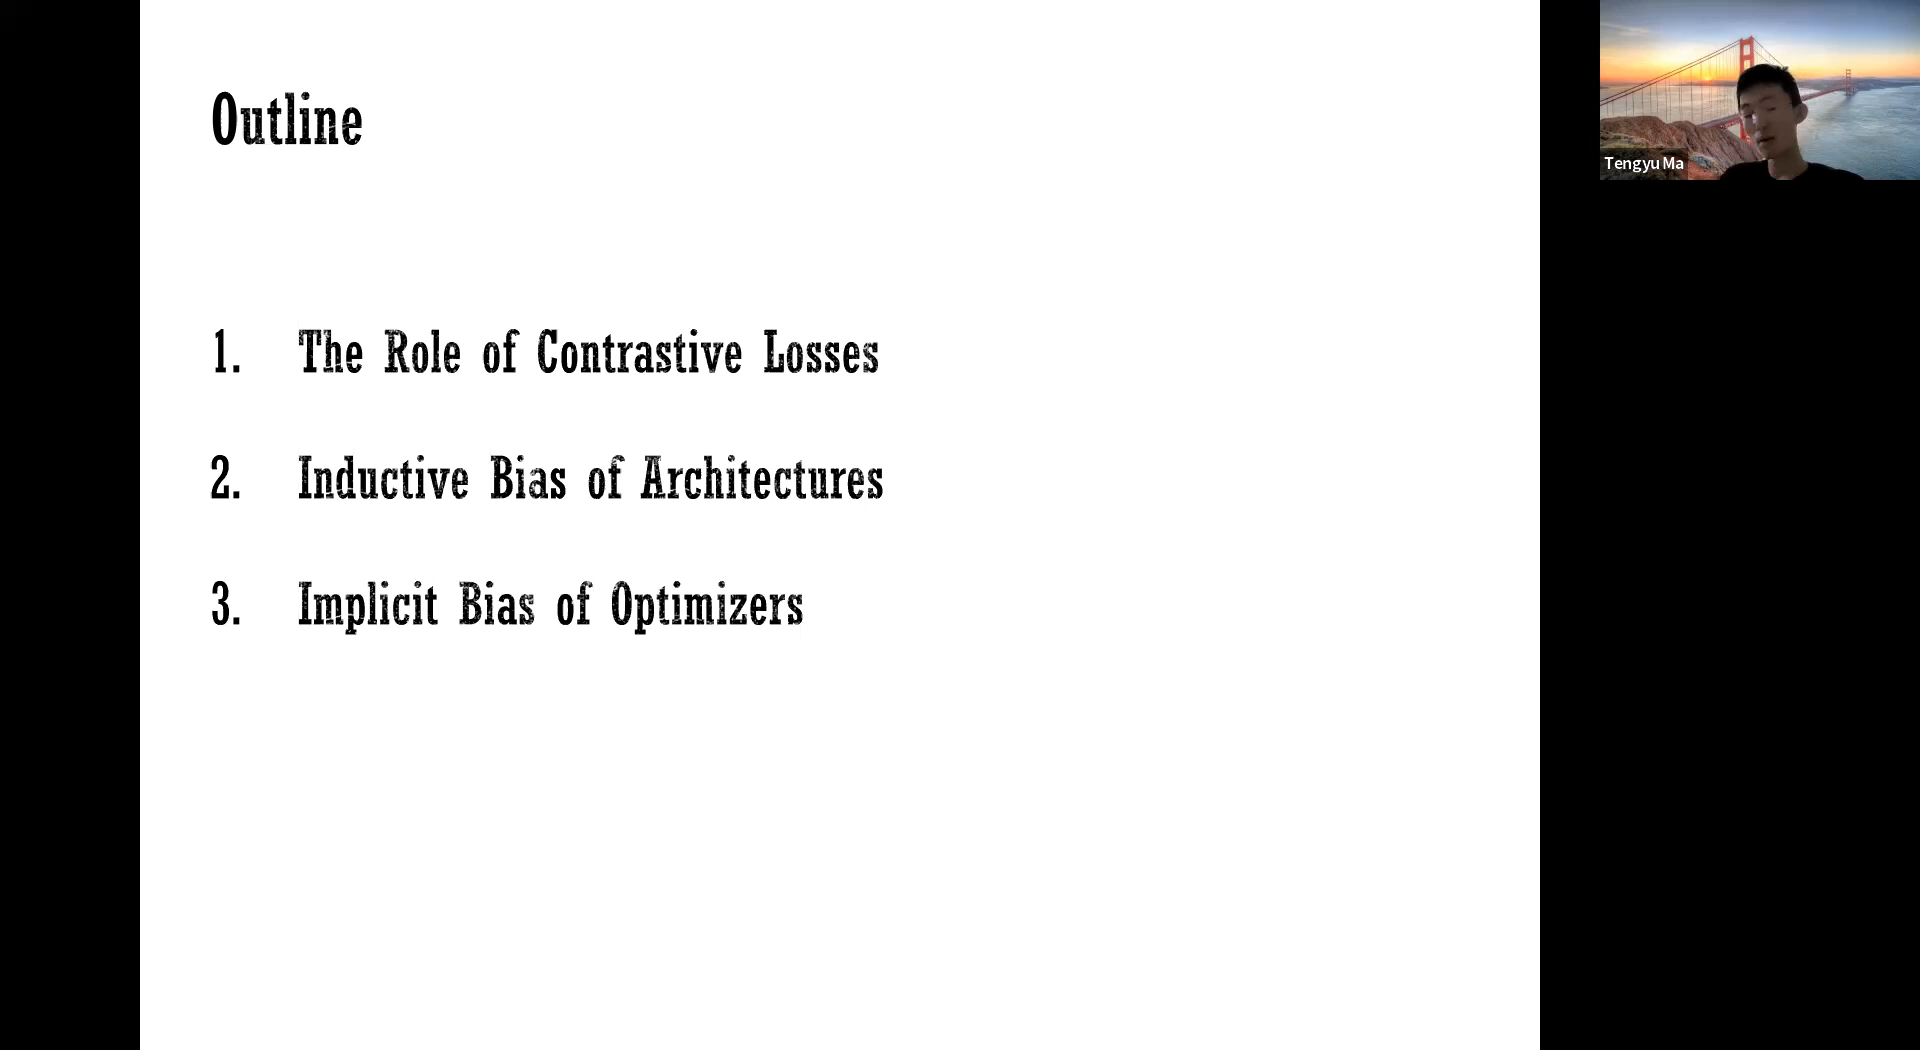 Outline
1. The Role of Contrastive Losses
2. Inductive Bias of Architectures
3. Implicit Bias of Optimizers
Tengyu Ma